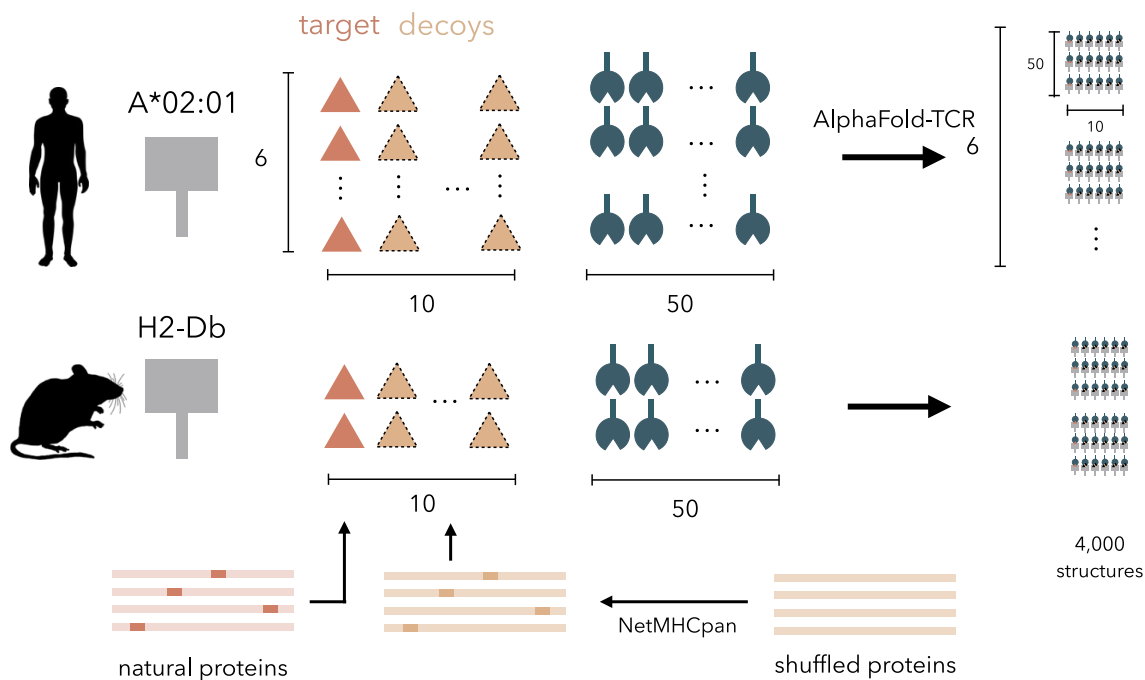 target decoys
A*02:01
6
10
50
AlphaFold-TCR
6
50
10
H2-Db
10
50
4,000
structures
NetMHCpan
natural proteins
shuffled proteins